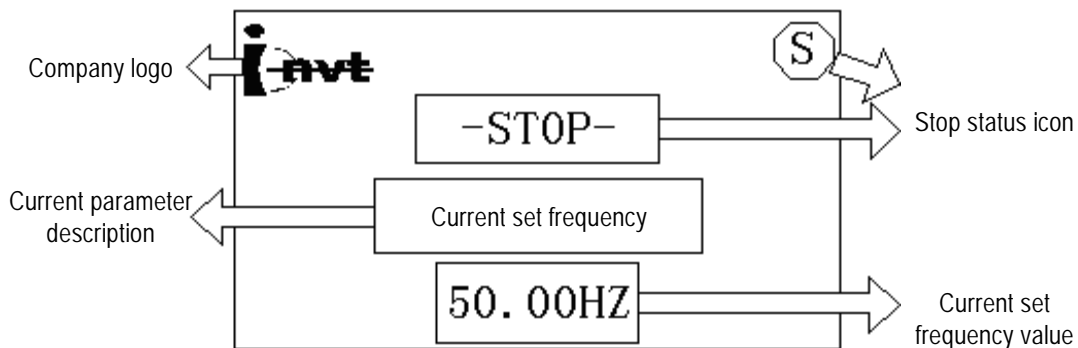 invt
S
Company logo
-STOP-
Stop status icon
Current parameter
description
Current set frequency
50.00HZ
Current set
frequency value